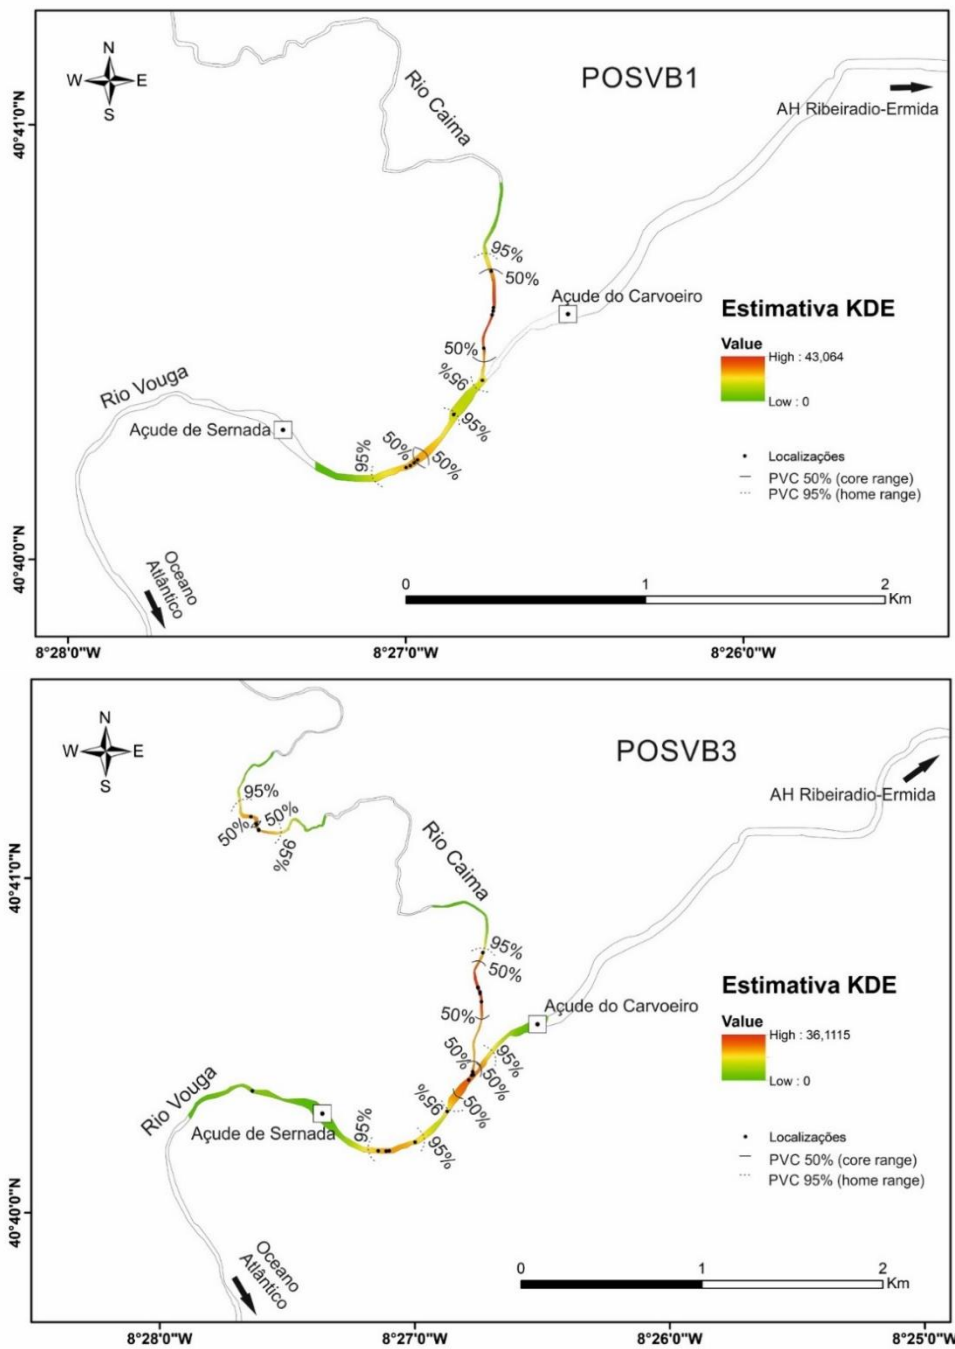 N
W E
S
POSVB1
Rio Caima
AH Ribeiradio-Ermida
40°41'0"N
95%
50%
Açude do Carvoeiro
Estimativa KDE
Value
High : 43,064
Low : 0
50%
95%
Rio Vouga
Açude de Sernada
95%
50%
50%
95%
Localizações
PVC 50% (core range)
PVC 95% (home range)
40°40'0"N
Oceano
Atlântico
0 1 2
Km
8°28'0"W 8°27'0"W 8°26'0"W
N
W E
S
POSVB3
AH Ribeiradio-Ermida
95%
50%
50%
95%
Rio Caima
40°41'0"N
95%
50%
50%
Açude do Carvoeiro
Estimativa KDE
Value
High : 36,1115
Low : 0
50%
95%
50%
50%
95%
Rio Vouga
Açude de Sernada
95%
95%
Localizações
PVC 50% (core range)
PVC 95% (home range)
40°40'0"N
Oceano
Atlântico
0 1 2
Km
8°28'0"W 8°27'0"W 8°26'0"W 8°25'0"W